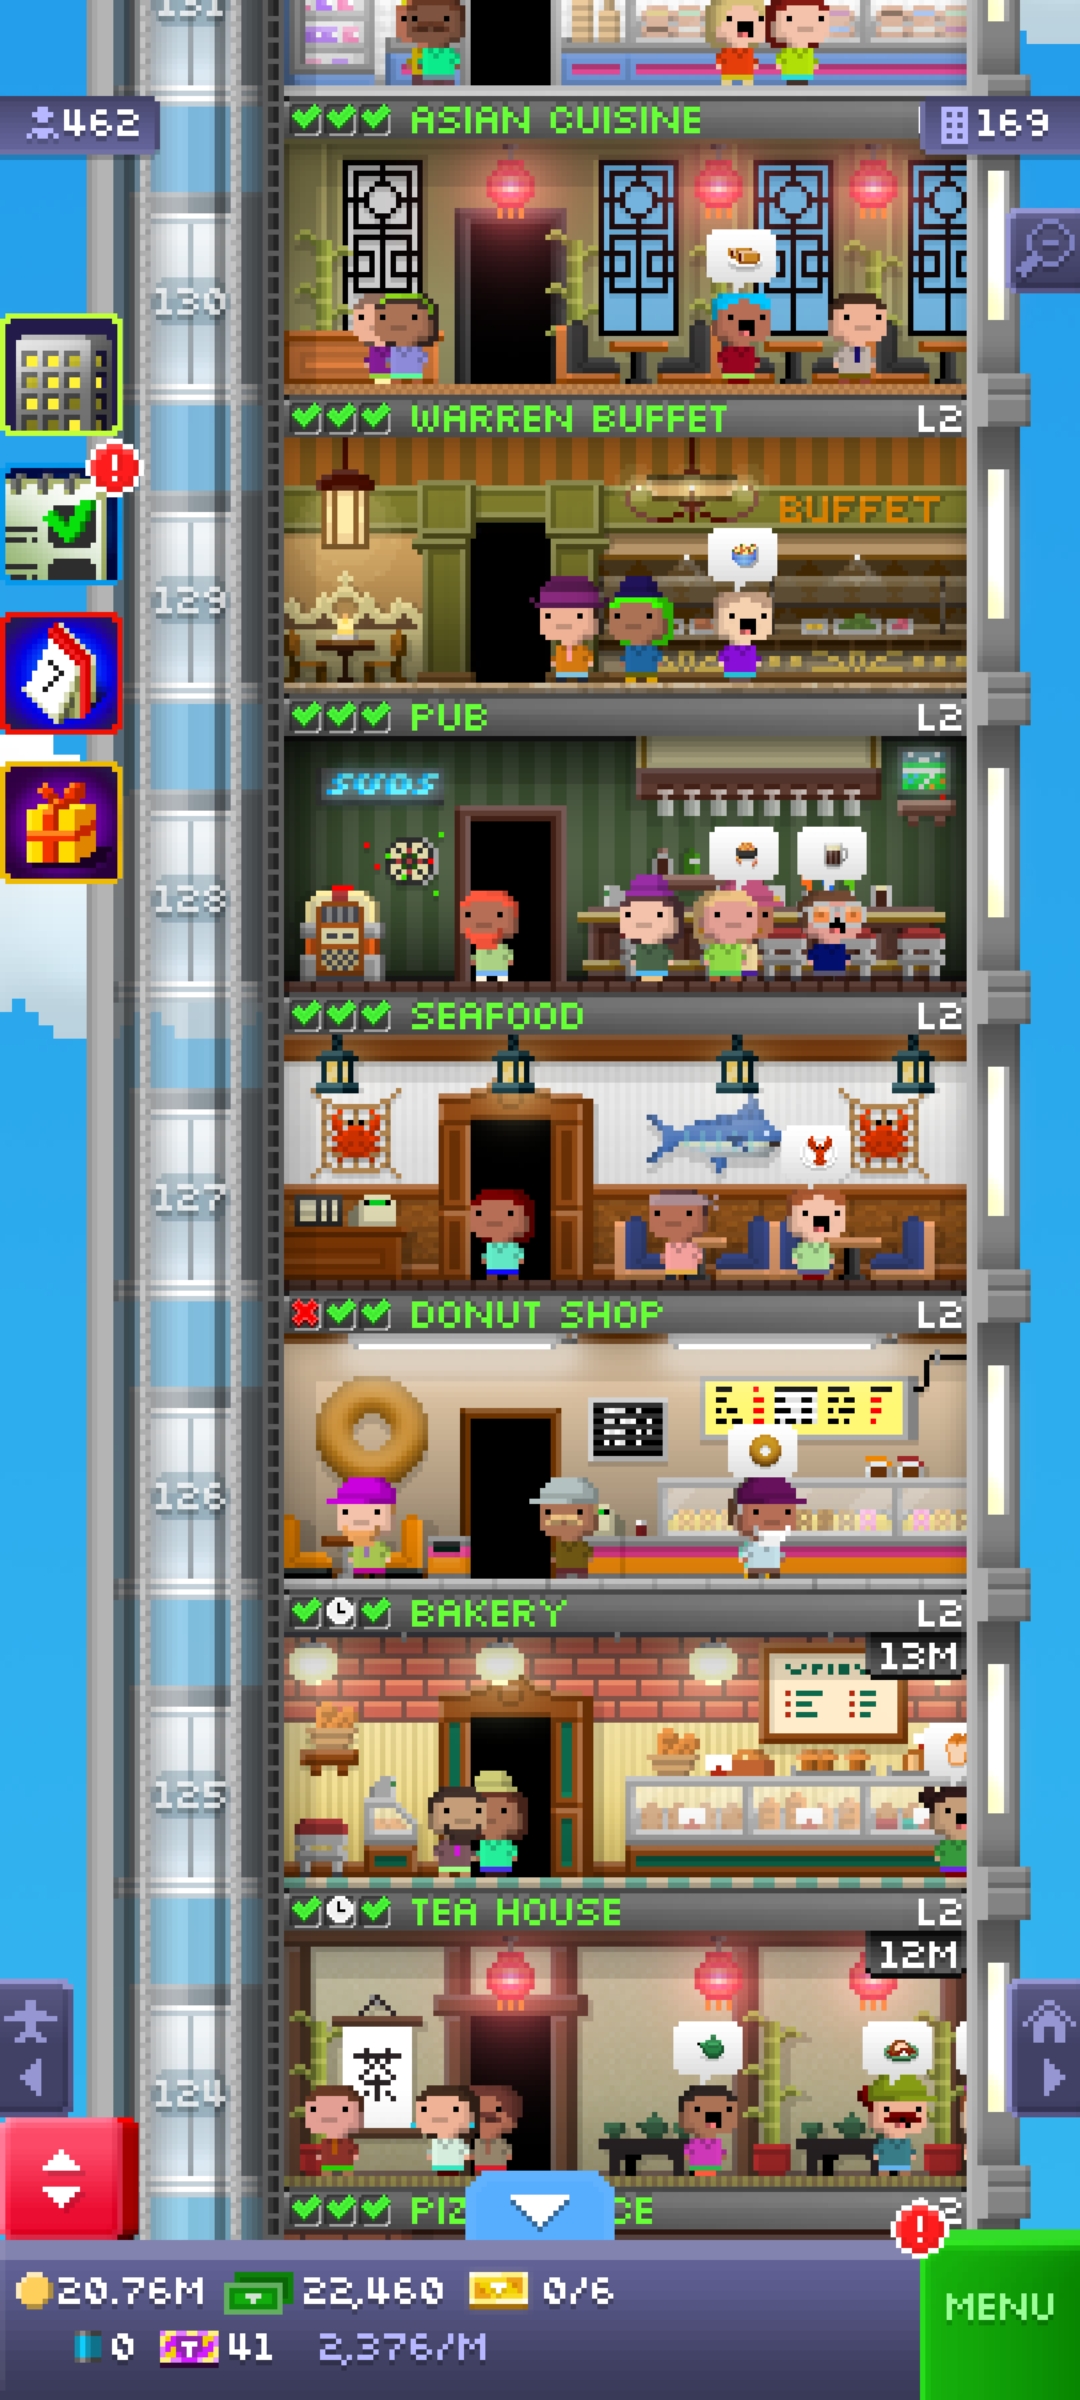 131
462
ASIAN CUISINE
169
130
WARREN BUFFET L2
BUFFET
129
PUB L2
SUDS
128
SEAFOOD L2
127
DONUT SHOP L2
126
BAKERY L2
13M
125
TEA HOUSE L2
12M
茶
124
20.76M 22,460 0/6
MENU
0 41 2,376/M